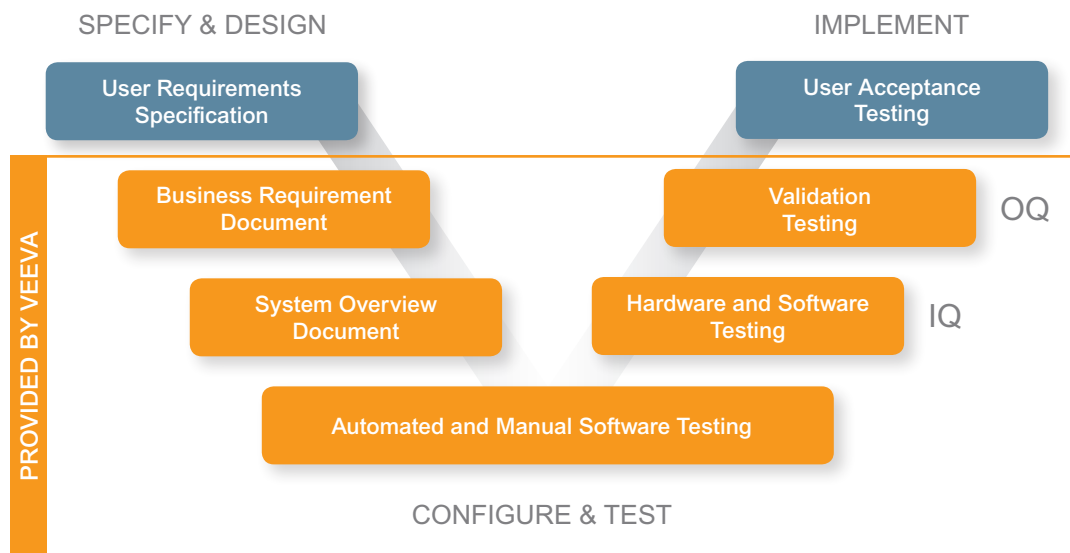 SPECIFY & DESIGN
IMPLEMENT
User Requirements
Specification
User Acceptance
Testing
PROVIDED BY VEEVA
Business Requirement
Document
Validation
Testing
OQ
System Overview
Document
Hardware and Software
Testing
IQ
Automated and Manual Software Testing
CONFIGURE & TEST